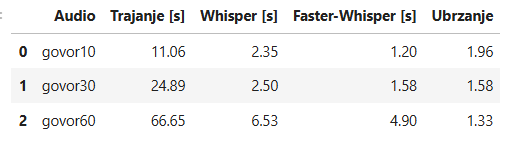 Audio Trajanje [s] Whisper [s] Faster-Whisper [s] Ubrzanje
0 govor10 11.06 2.35 1.20 1.96
1 govor30 24.89 2.50 1.58 1.58
2 govor60 66.65 6.53 4.90 1.33